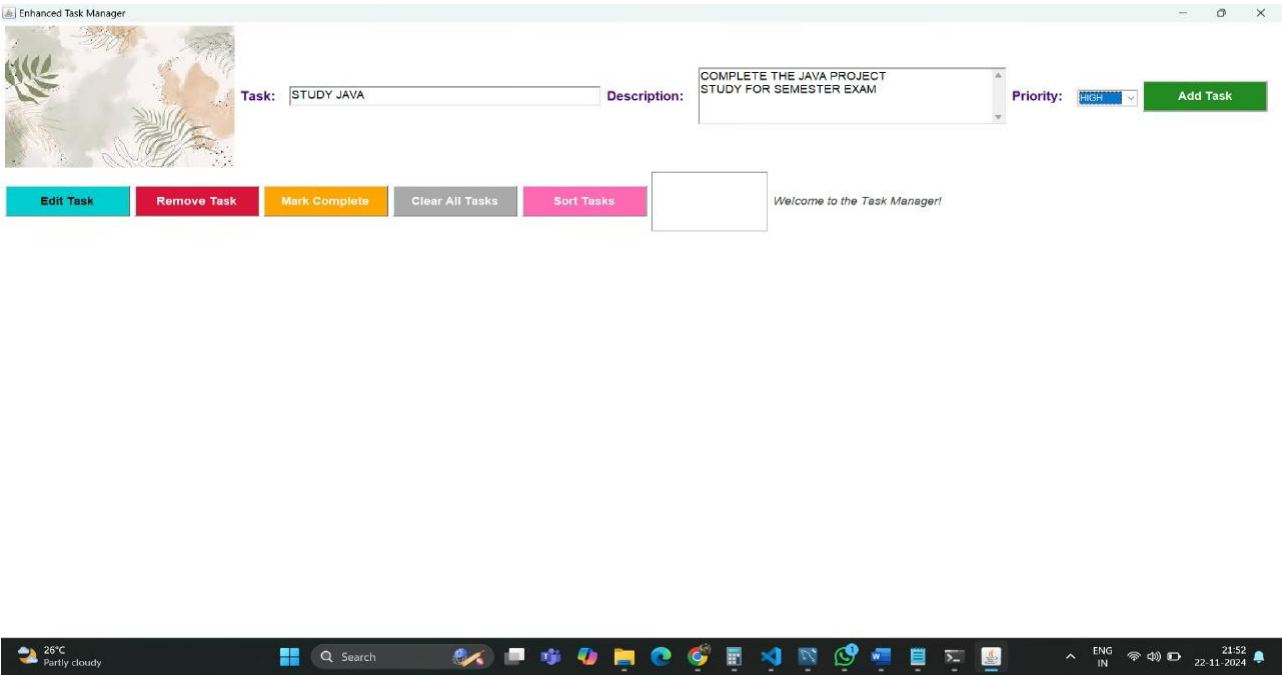 Enhanced Task Manager
Task: STUDY JAVA Description: COMPLETE THE JAVA PROJECT
STUDY FOR SEMESTER EXAM
Priority: HIGH Add Task
Edit Task Remove Task Mark Complete Clear All Tasks Sort Tasks Welcome to the Task Manager!
26°C
Partly cloudy
Search
ENG
IN
21:52
22-11-2024